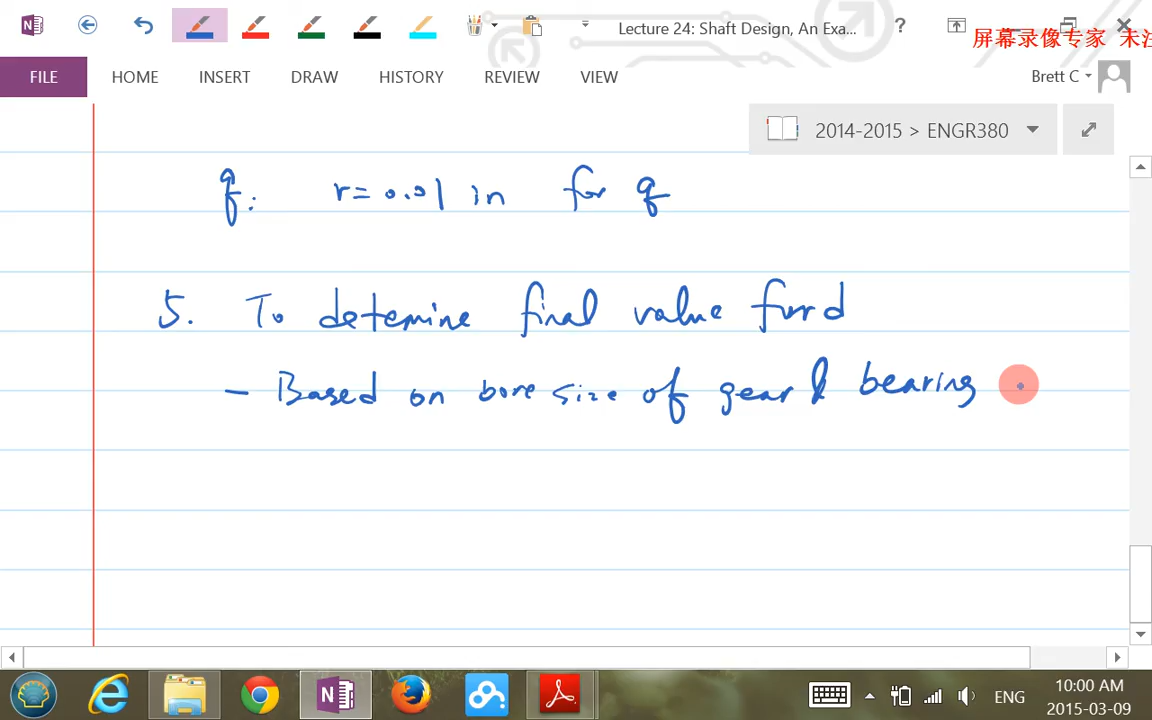 Lecture 24: Shaft Design, An Exa...
?
屏幕录像专家 未
FILE
HOME
INSERT
DRAW
HISTORY
REVIEW
VIEW
Brett C
2014-2015 > ENGR380
q: r=0.01 in for q
5. To detemine final value for d
- Based on bore size of gear & bearing
ENG
10:00 AM
2015-03-09